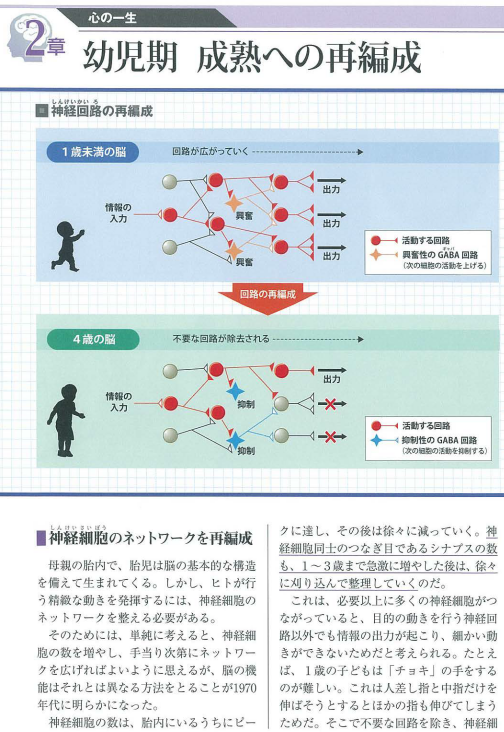 心の一生
2章
幼児期 成熟への再編成
しんけいかいろ
神経回路の再編成
1歳未満の脳
回路が広がっていく
情報の
入力
興奮
興奮
出力
出力
出力
活動する回路
ギャバ
興奮性のGABA回路
(次の細胞の活動を上げる)
回路の再編成
4歳の脳
不要な回路が除去される
情報の
入力
抑制
抑制
出力
活動する回路
抑制性のGABA回路
(次の細胞の活動を抑制する)
しんけいさいぼう
神経細胞のネットワークを再編成
母親の胎内で、胎児は脳の基本的な構造
を備えて生まれてくる。しかし、ヒトが行
う精緻な動きを発揮するには、神経細胞の
ネットワークを整える必要がある。
そのためには、単純に考えると、神経細
胞の数を増やし、手当り次第にネットワー
クを広げればよいように思えるが、脳の機
能はそれとは異なる方法をとることが1970
年代に明らかになった。
神経細胞の数は、胎内にいるうちにピー
クに達し、その後は徐々に減っていく。神
経細胞同士のつなぎ目であるシナプスの数
も、1〜3歳まで急激に増やした後は、徐々
に刈り込んで整理していくのだ。
これは、必要以上に多くの神経細胞がつ
ながっていると、目的の動きを行う神経回
路以外でも情報の出力が起こり、細かい動
きができないためだと考えられる。たとえ
ば、1歳の子どもは「チョキ」の手をする
のが難しい。これは人差し指と中指だけを
伸ばそうとするとほかの指も伸びてしまう
ためだ。そこで不要な回路を除き、神経細